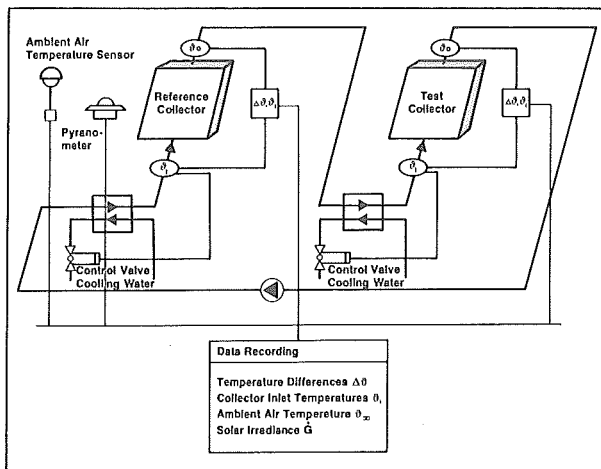 Ambient Air
Temperature Sensor
Pyrano-
meter
ϑo
Reference
Collector
Δϑ,ϑi
ϑi
Control Valve
Cooling Water
ϑo
Test
Collector
Δϑ,ϑi
ϑi
Control Valve
Cooling Water
Data Recording
Temperature Differences Δϑ
Collector Inlet Temperatures ϑi
Ambient Air Temperature ϑ∞
Solar Irradiance Ġ